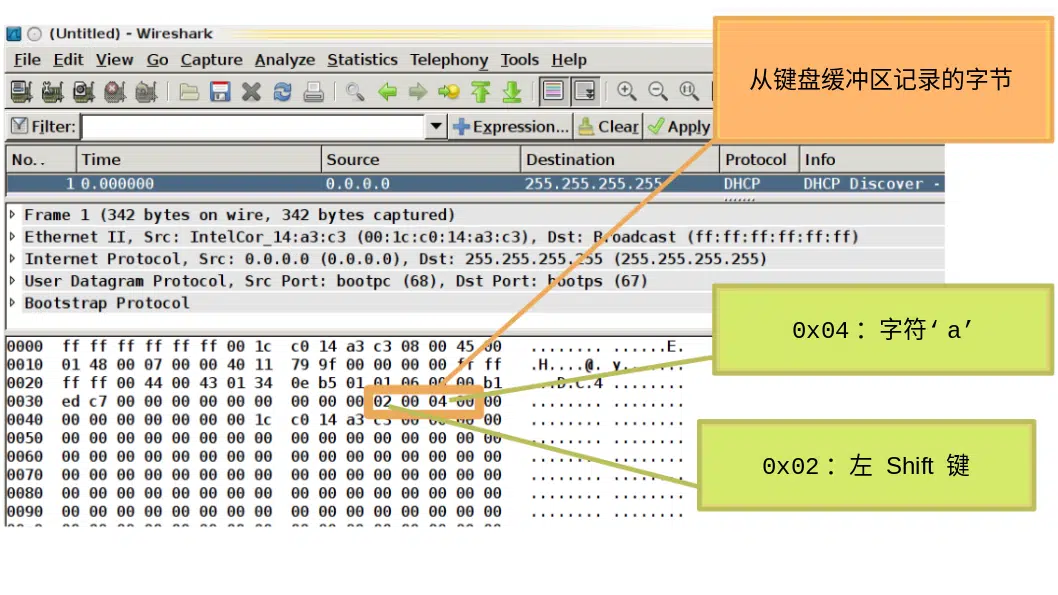 (Untitled) - Wireshark
File Edit View Go Capture Analyze Statistics Telephony Tools Help
从键盘缓冲区记录的字节
Filter: Expression... Clear Apply
No.. Time Source Destination Protocol Info
1 0.000000 0.0.0.0 255.255.255.255 DHCP DHCP Discover -
Frame 1 (342 bytes on wire, 342 bytes captured)
Ethernet II, Src: IntelCor_14:a3:c3 (00:1c:c0:14:a3:c3), Dst: Broadcast (ff:ff:ff:ff:ff:ff)
Internet Protocol, Src: 0.0.0.0 (0.0.0.0), Dst: 255.255.255.255 (255.255.255.255)
User Datagram Protocol, Src Port: bootpc (68), Dst Port: bootps (67)
Bootstrap Protocol
0x04：字符‘a’
0000 ff ff ff ff ff ff 00 1c c0 14 a3 c3 08 00 45 00 ........ ......E.
0010 01 48 00 07 00 00 40 11 79 9f 00 00 00 00 ff ff .H....@. y.......
0020 ff ff 00 44 00 43 01 34 0e b5 01 01 06 00 00 b1 ...D.C.4 ........
0030 ed c7 00 00 00 00 00 00 00 00 00 02 00 04 00 00 ........ ........
0040 00 00 00 00 00 00 1c c0 14 a3 c3 00 00 00 00 ........ ........
0050 00 00 00 00 00 00 00 00 00 00 00 00 00 00 00 00 ........ ........
0060 00 00 00 00 00 00 00 00 00 00 00 00 00 00 00 00 ........ ........
0070 00 00 00 00 00 00 00 00 00 00 00 00 00 00 00 00 ........ ........
0080 00 00 00 00 00 00 00 00 00 00 00 00 00 00 00 00 ........ ........
0090 00 00 00 00 00 00 00 00 00 00 00 00 00 00 00 00 ........ ........
0x02：左 Shift 键